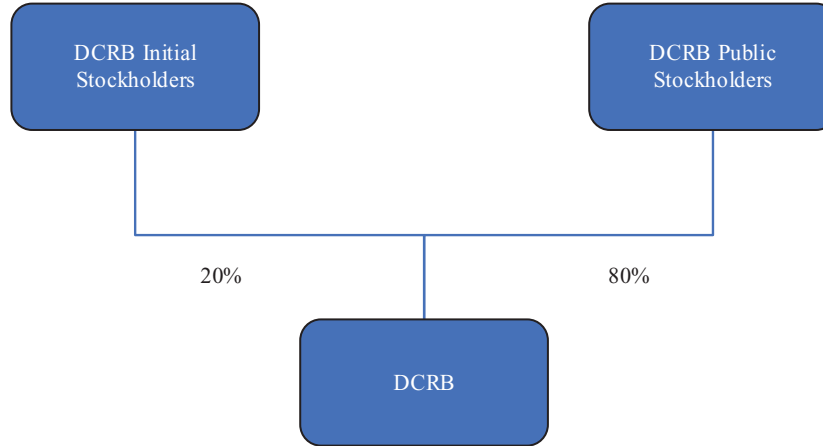 DCRB Initial
Stockholders
DCRB Public
Stockholders
20%
80%
DCRB